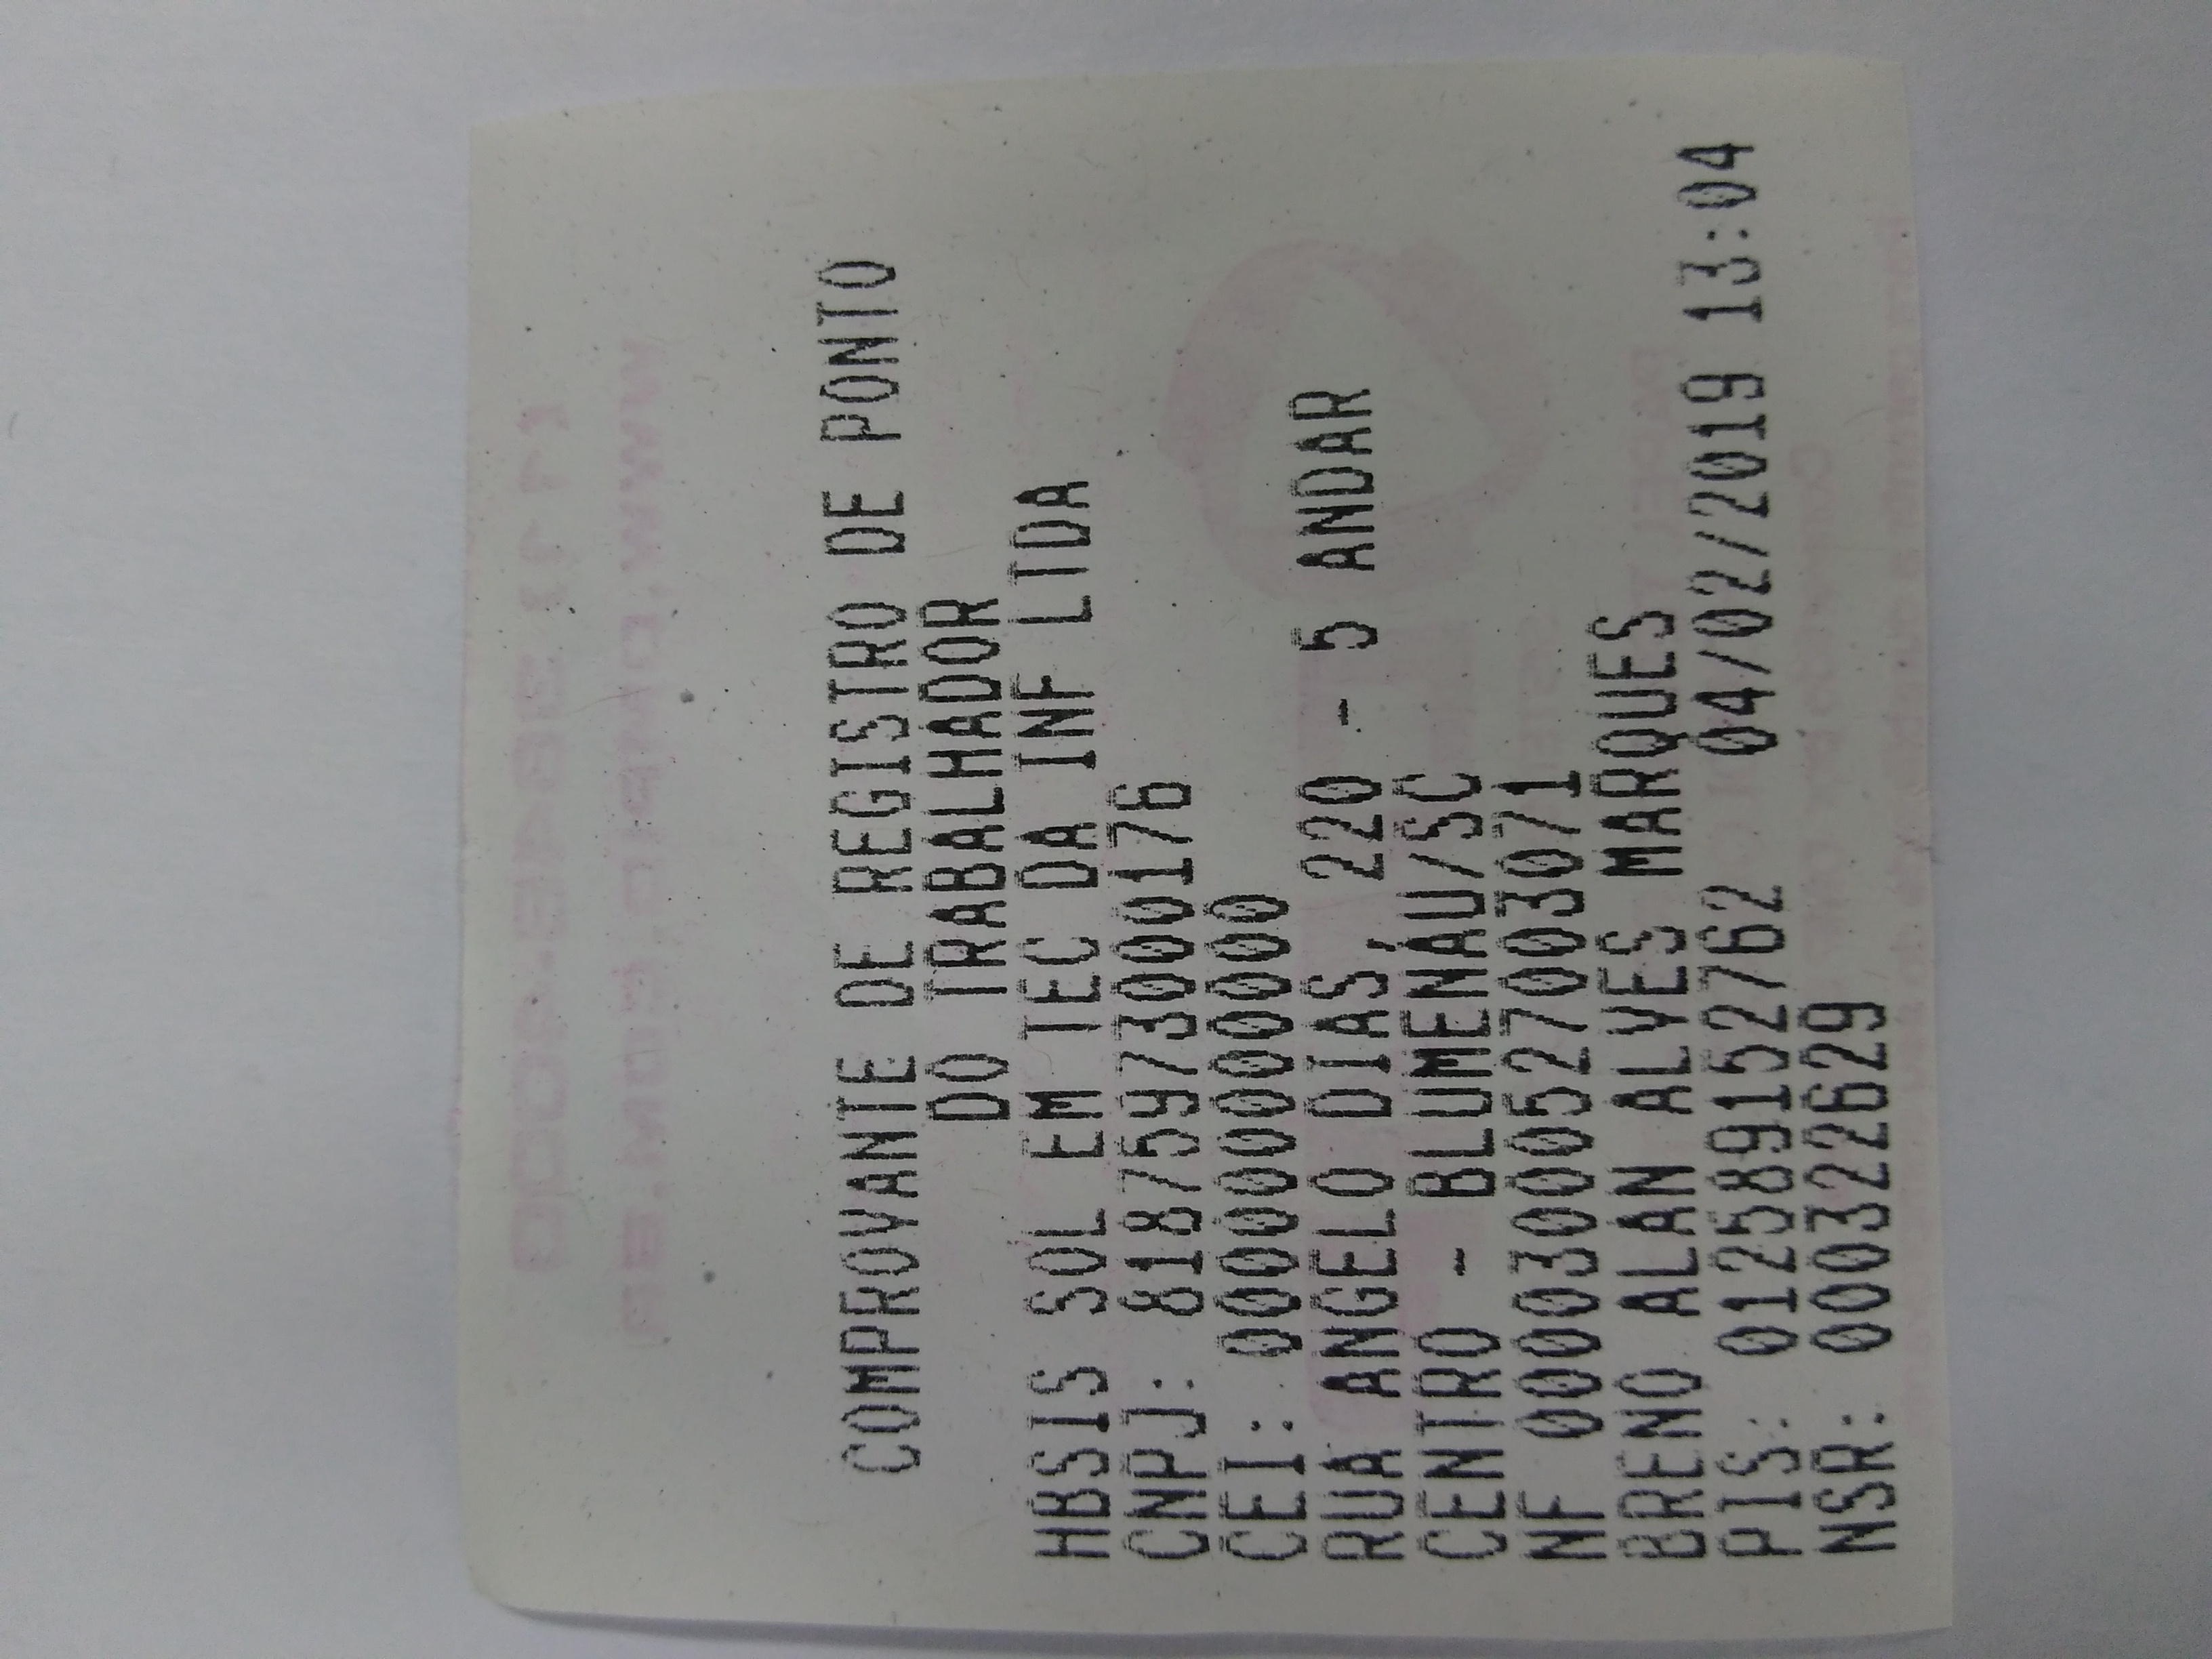 COMPROVANTE DE REGISTRO DE PONTO
DO TRABALHADOR
HBSIS SOL EM TEC DA INF LTDA
CNPJ: 81875973000176
CEI: 000000000000
RUA ANGELO DIAS, 220 - 5 ANDAR
CENTRO - BLUMENAU/SC
NF 00003000527003071
BRENO ALAN ALVES MARQUES
PIS: 012589152762 04/02/2019 13:04
NSR: 003222629